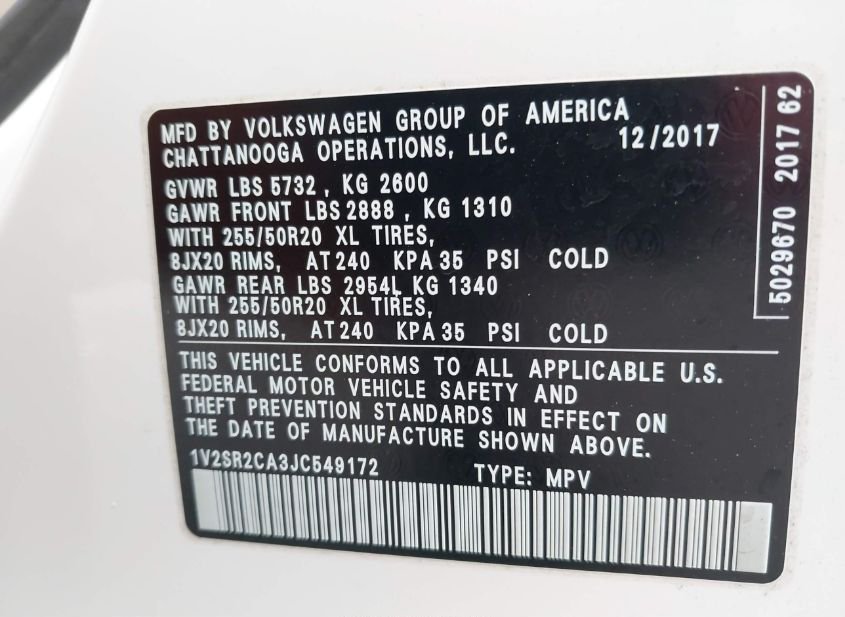 MFD BY VOLKSWAGEN GROUP OF AMERICA
CHATTANOOGA OPERATIONS, LLC. 12/2017
GVWR LBS 5732 , KG 2600
GAWR FRONT LBS 2888 , KG 1310
WITH 255/50R20 XL TIRES,
8JX20 RIMS, AT 240 KPA 35 PSI COLD
GAWR REAR LBS 2954, KG 1340
WITH 255/50R20 XL TIRES,
8JX20 RIMS, AT 240 KPA 35 PSI COLD
THIS VEHICLE CONFORMS TO ALL APPLICABLE U.S.
FEDERAL MOTOR VEHICLE SAFETY AND
THEFT PREVENTION STANDARDS IN EFFECT ON
THE DATE OF MANUFACTURE SHOWN ABOVE.
1V2SR2CA3JC549172 TYPE: MPV
5029670 2017 62